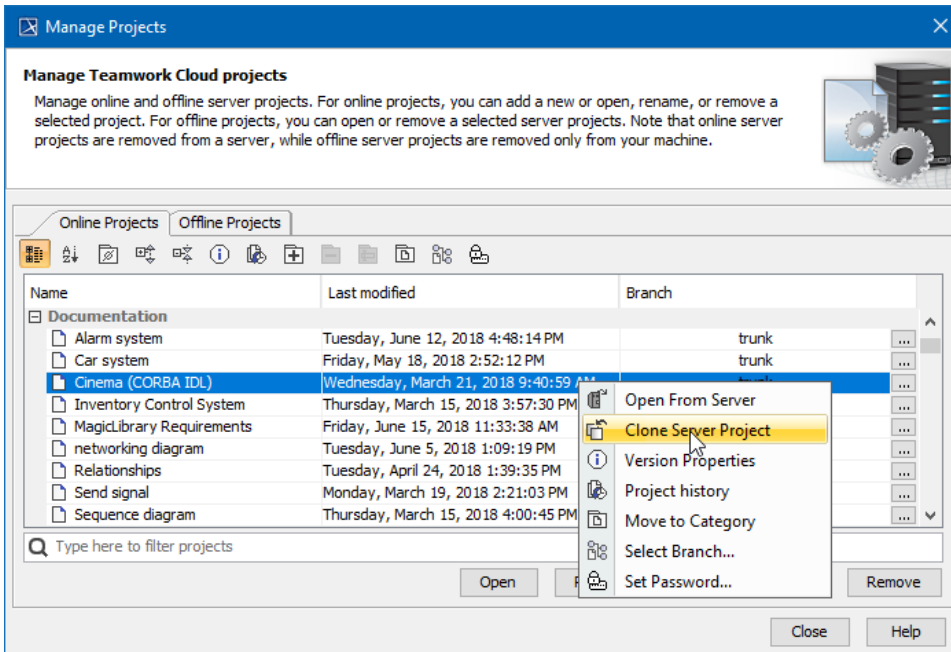 Manage Projects
Manage Teamwork Cloud projects
Manage online and offline server projects. For online projects, you can add a new or open, rename, or remove a
selected project. For offline projects, you can open or remove a selected server projects. Note that online server
projects are removed from a server, while offline server projects are removed only from your machine.
Online Projects Offline Projects
Name Last modified Branch
Documentation
Alarm system Tuesday, June 12, 2018 4:48:14 PM trunk ...
Car system Friday, May 18, 2018 2:52:12 PM trunk ...
Cinema (CORBA IDL) Wednesday, March 21, 2018 9:40:59 AM ...
Inventory Control System Thursday, March 15, 2018 3:57:30 PM ...
MagicLibrary Requirements Friday, June 15, 2018 11:33:38 AM ...
networking diagram Tuesday, June 5, 2018 1:09:19 PM ...
Relationships Tuesday, April 24, 2018 1:39:35 PM ...
Send signal Monday, March 19, 2018 2:21:03 PM ...
Sequence diagram Thursday, March 15, 2018 4:00:45 PM ...
Open From Server
Clone Server Project
Version Properties
Project history
Move to Category
Select Branch...
Set Password...
Type here to filter projects
Open Remove
Close Help